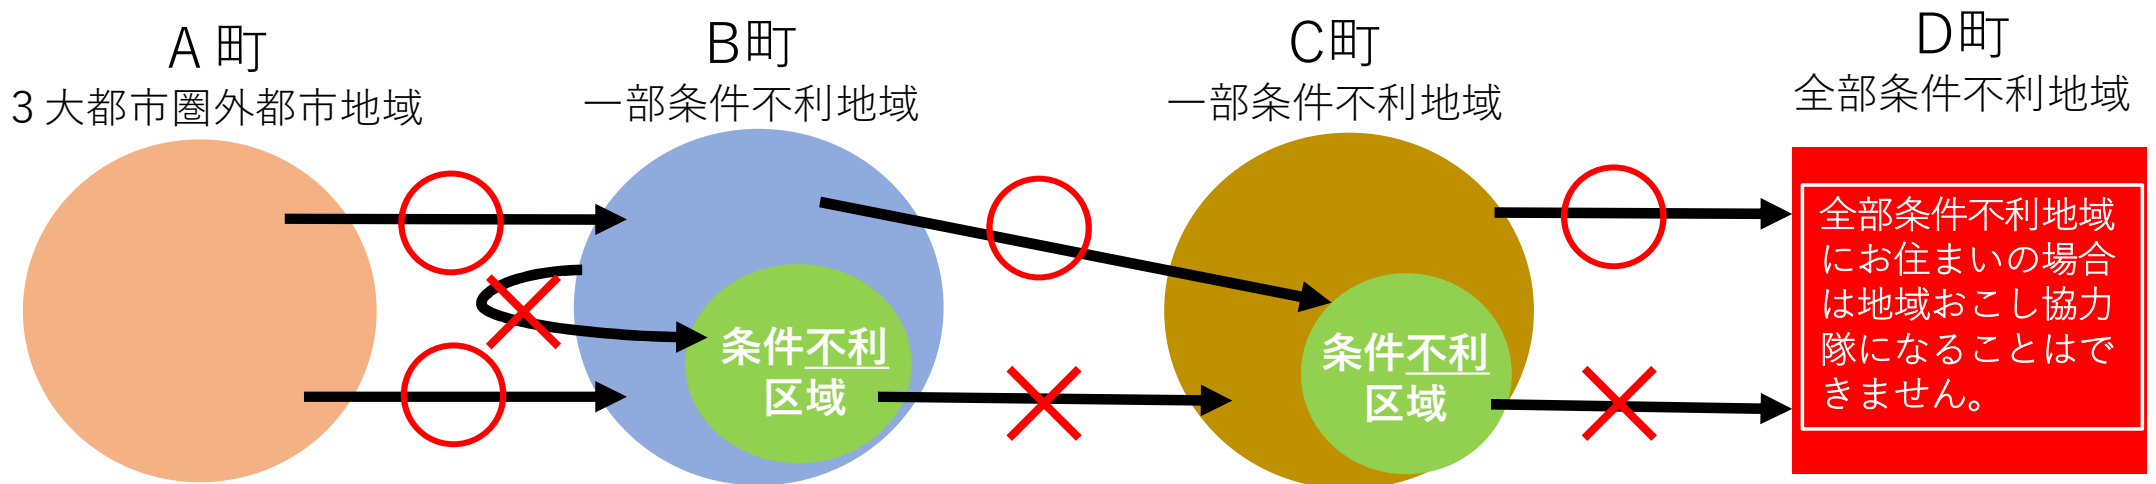 A 町
3 大都市圏外都市地域
B町
一部条件不利地域
条件不利
区域
C町
一部条件不利地域
条件不利
区域
D町
全部条件不利地域
全部条件不利地域
にお住まいの場合
は地域おこし協力
隊になることはで
きません。